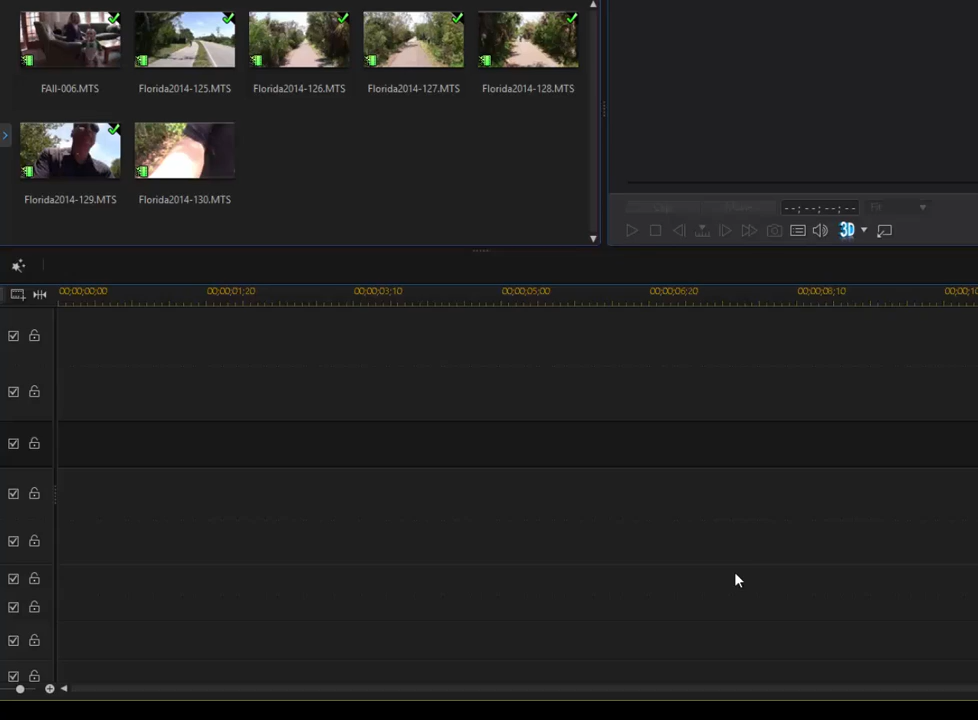 FAII-006.MTS
Florida2014-125.MTS
Florida2014-126.MTS
Florida2014-127.MTS
Florida2014-128.MTS
Florida2014-129.MTS
Florida2014-130.MTS
--;--;--;--
Fit
3D
00;00;00;00
00;00;01;20
00;00;03;10
00;00;05;00
00;00;06;20
00;00;08;10
00;00;10